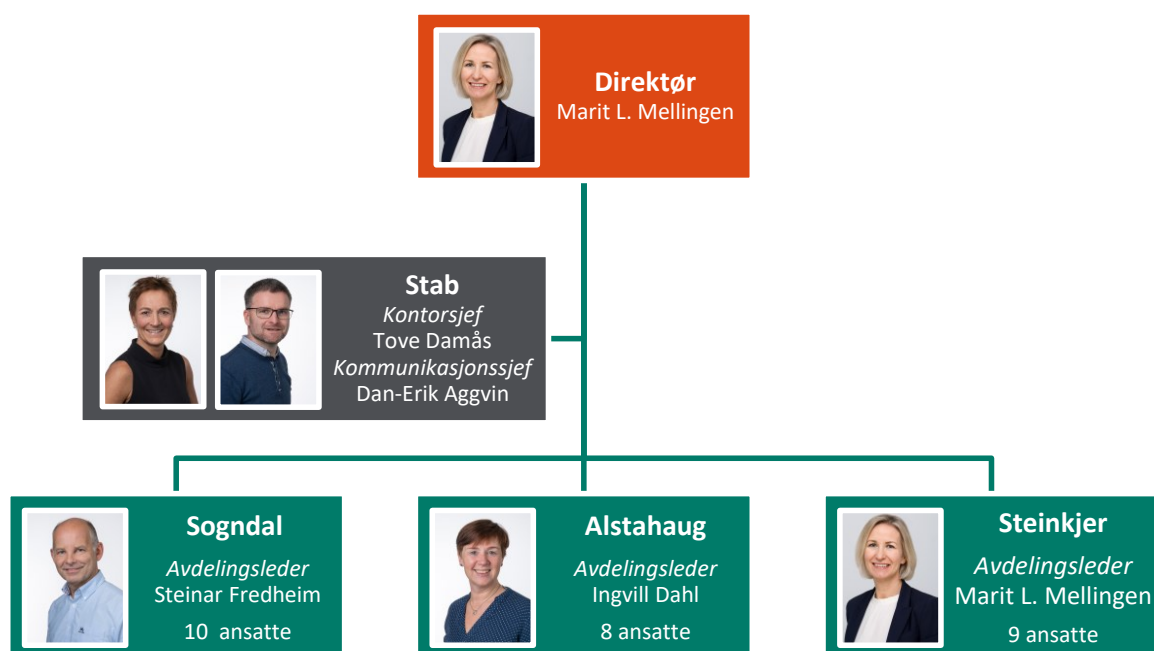 Direktør
Marit L. Mellingen
Stab
Kontorsjef
Tove Damås
Kommunikasjonssjef
Dan-Erik Aggvin
Sogndal
Avdelingsleder
Steinar Fredheim
10 ansatte
Alstahaug
Avdelingsleder
Ingvill Dahl
8 ansatte
Steinkjer
Avdelingsleder
Marit L. Mellingen
9 ansatte